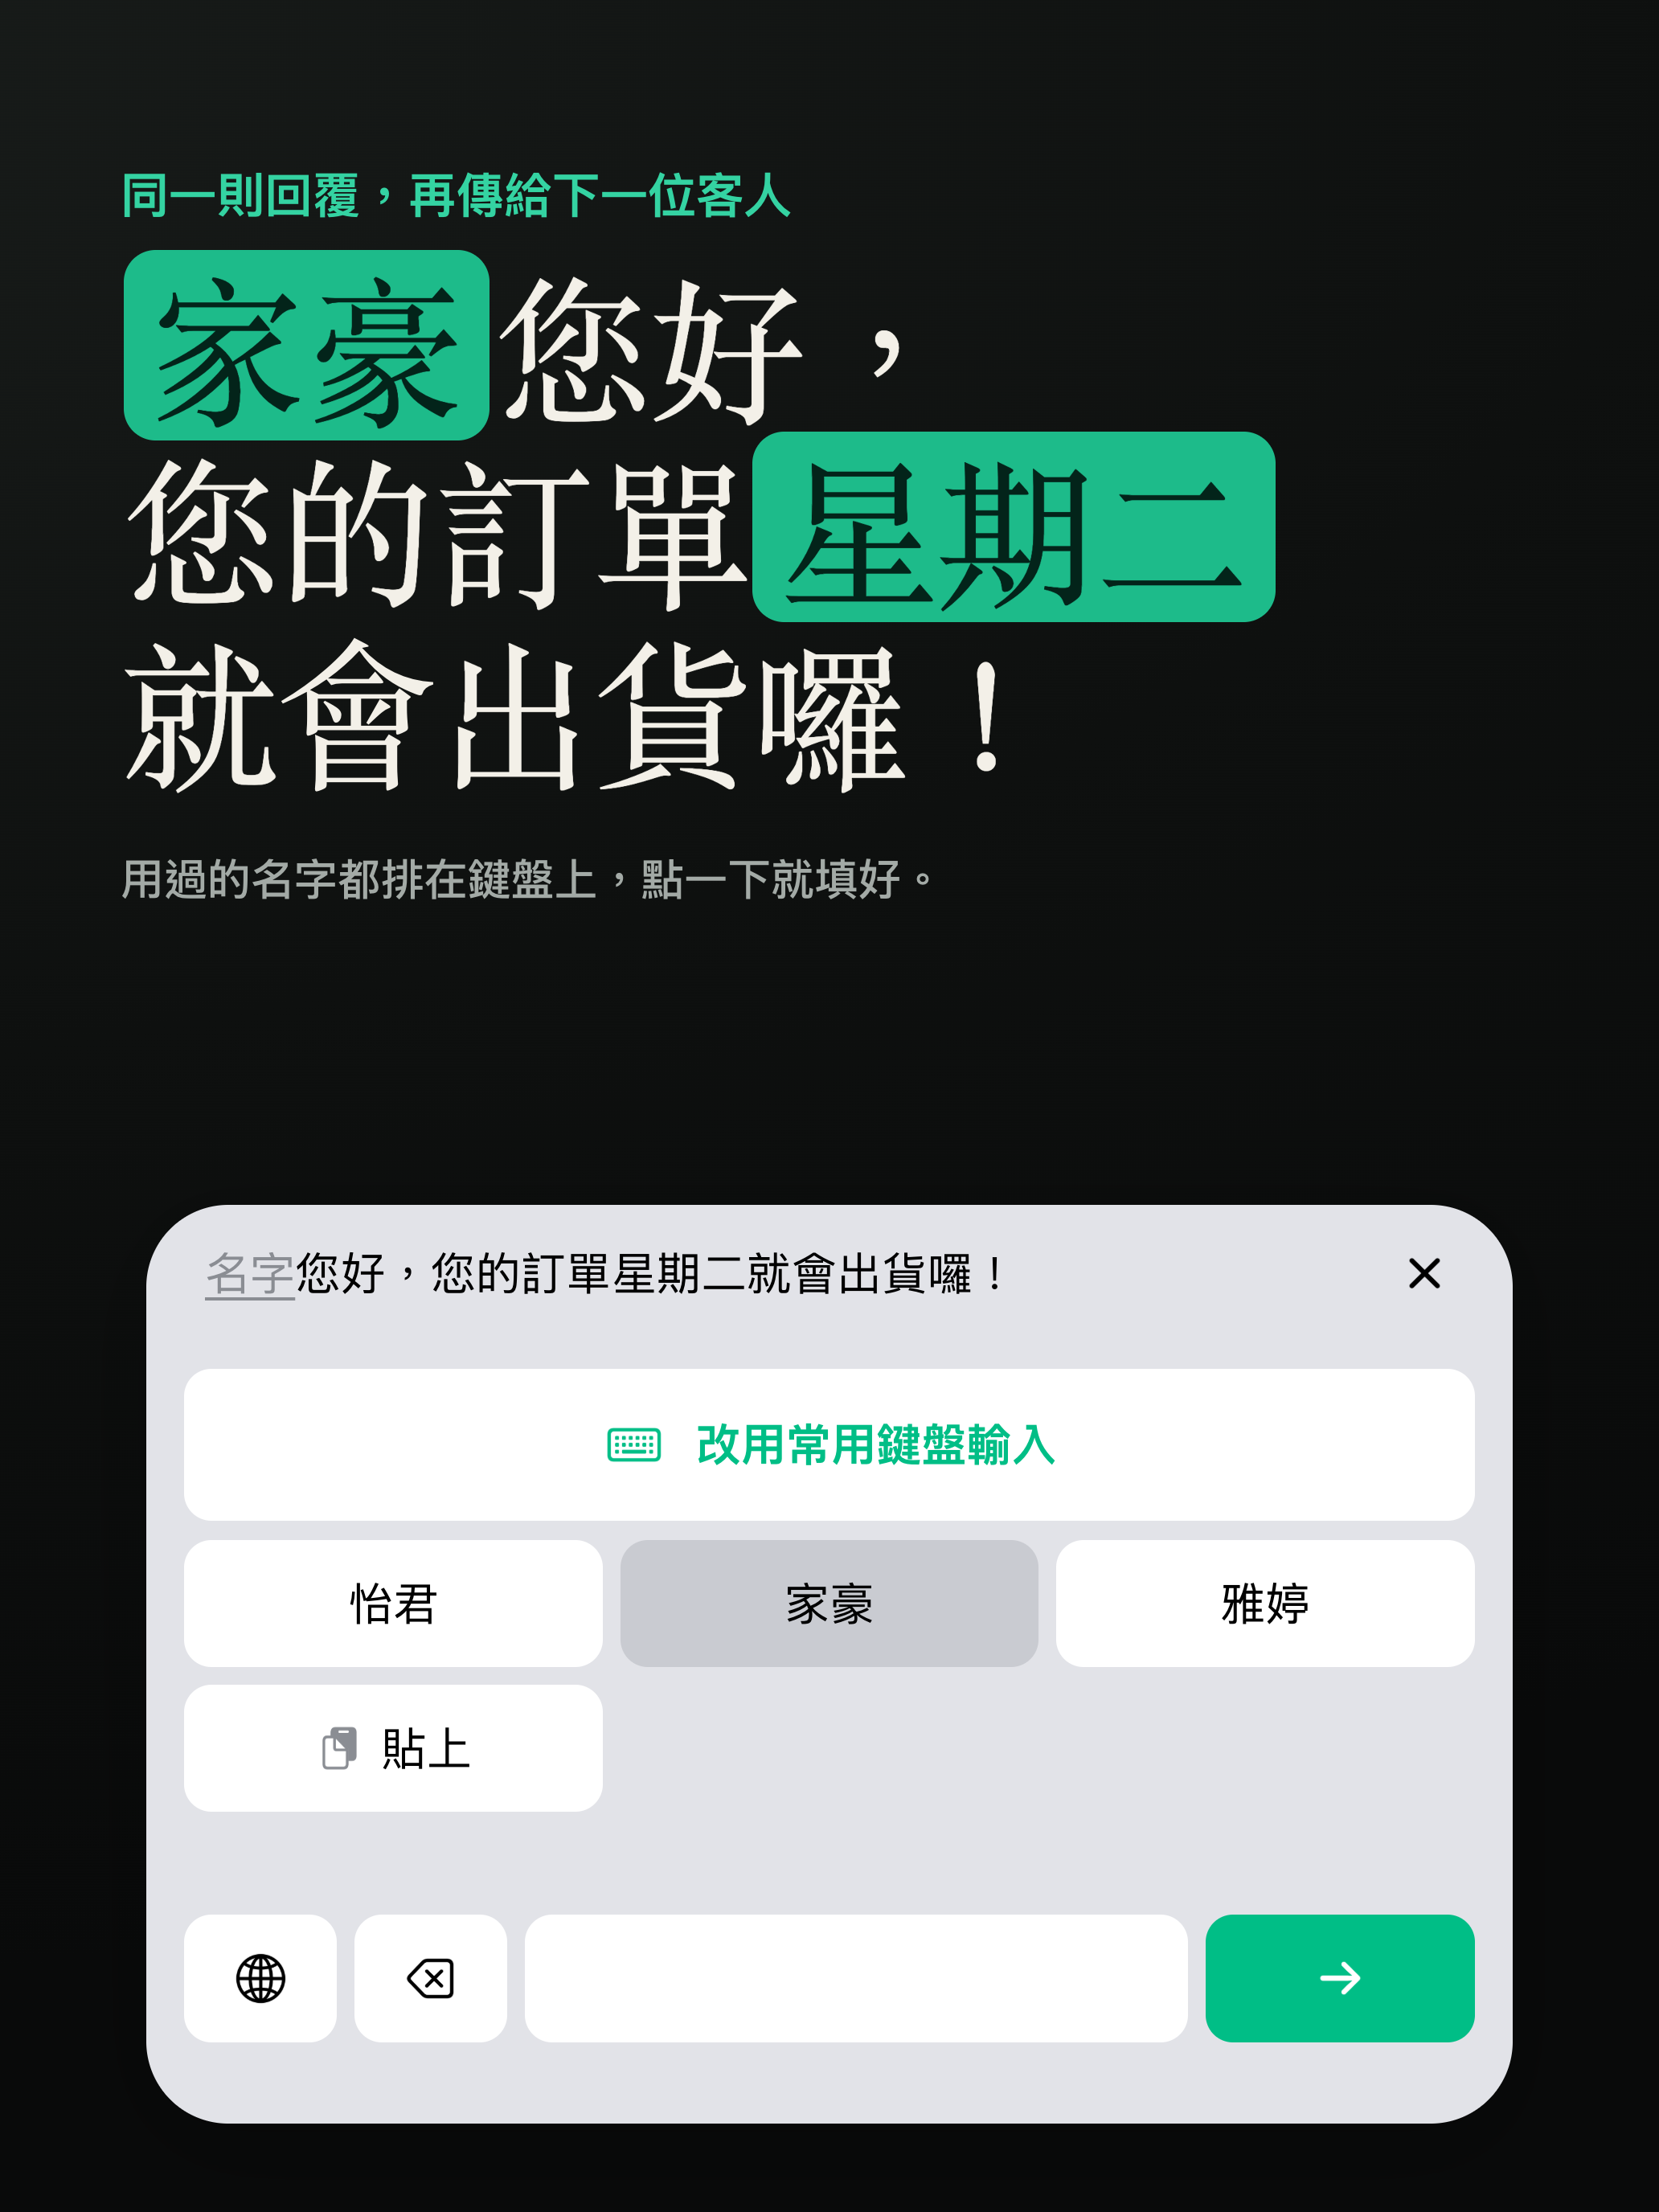 同一則回覆，再傳給下一位客人
家豪您好，
您的訂單星期二
就會出貨囉！
用過的名字都排在鍵盤上，點一下就填好。
名字您好，您的訂單星期二就會出貨囉！
改用常用鍵盤輸入
怡君 家豪 雅婷
貼上